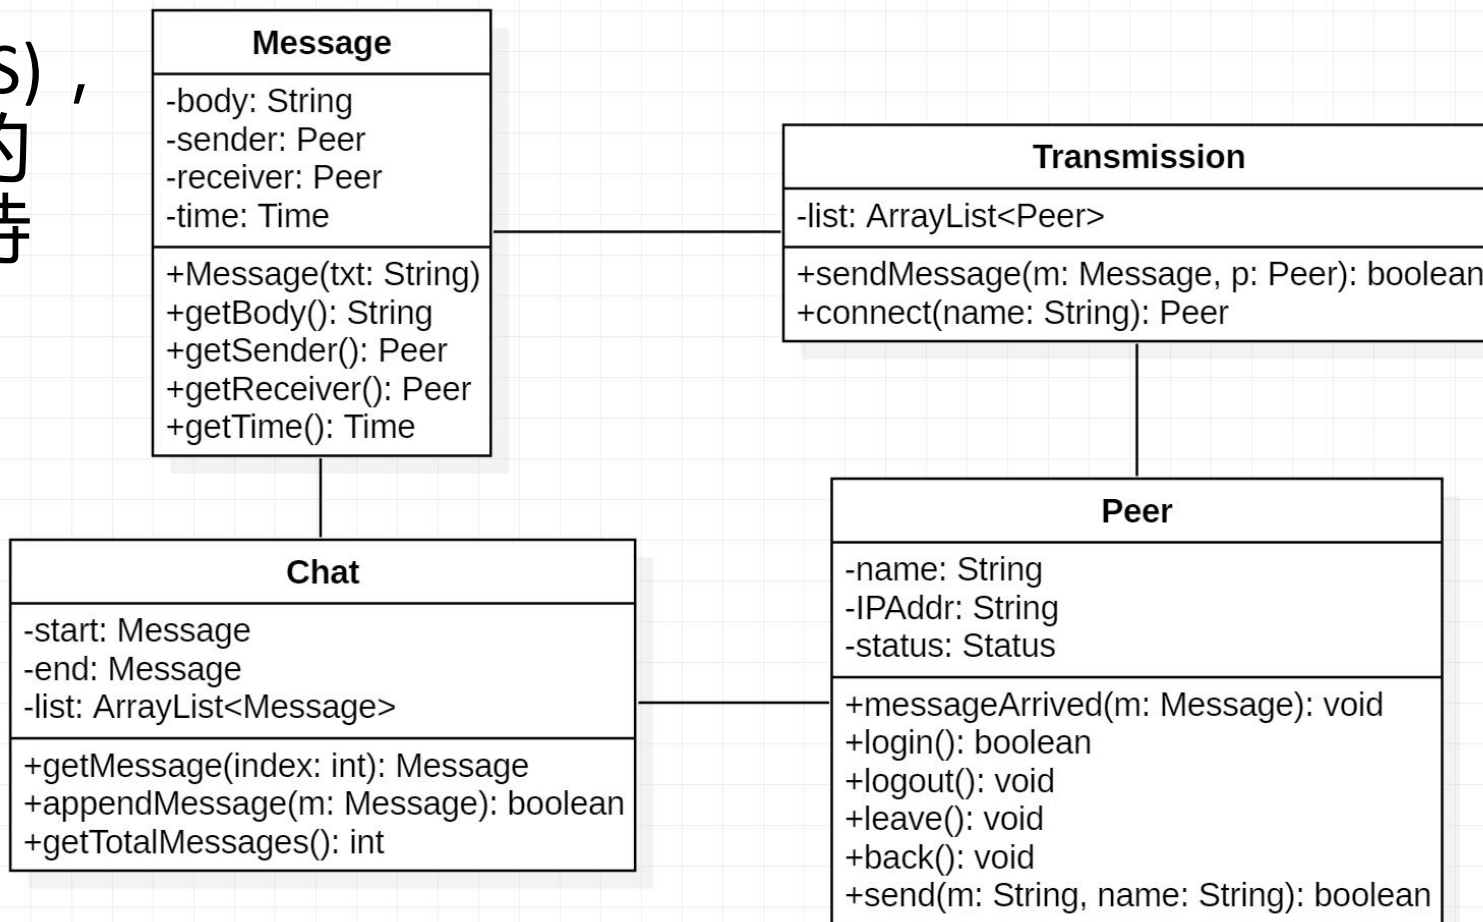 S)，
的
持
Message
-body: String
-sender: Peer
-receiver: Peer
-time: Time
+Message(txt: String)
+getBody(): String
+getSender(): Peer
+getReceiver(): Peer
+getTime(): Time
Transmission
-list: ArrayList<Peer>
+sendMessage(m: Message, p: Peer): boolean
+connect(name: String): Peer
Chat
-start: Message
-end: Message
-list: ArrayList<Message>
+getMessage(index: int): Message
+appendMessage(m: Message): boolean
+getTotalMessages(): int
Peer
-name: String
-IPAddr: String
-status: Status
+messageArrived(m: Message): void
+login(): boolean
+logout(): void
+leave(): void
+back(): void
+send(m: String, name: String): boolean